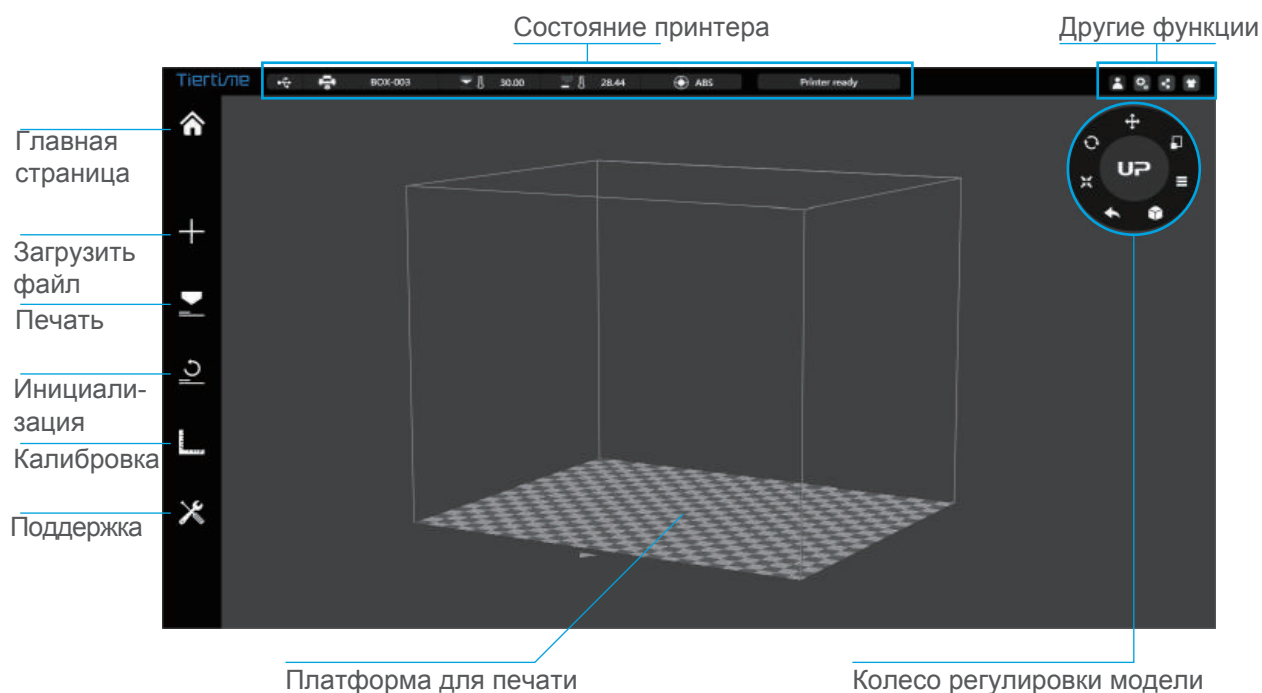 Состояние принтера
Другие функции
Tiertime
BOX-003
30.00
28.44
ABS
Printer ready
Главная
страница
UP
Загрузить
файл
Печать
Инициали-
зация
Калибровка
Поддержка
Платформа для печати
Колесо регулировки модели